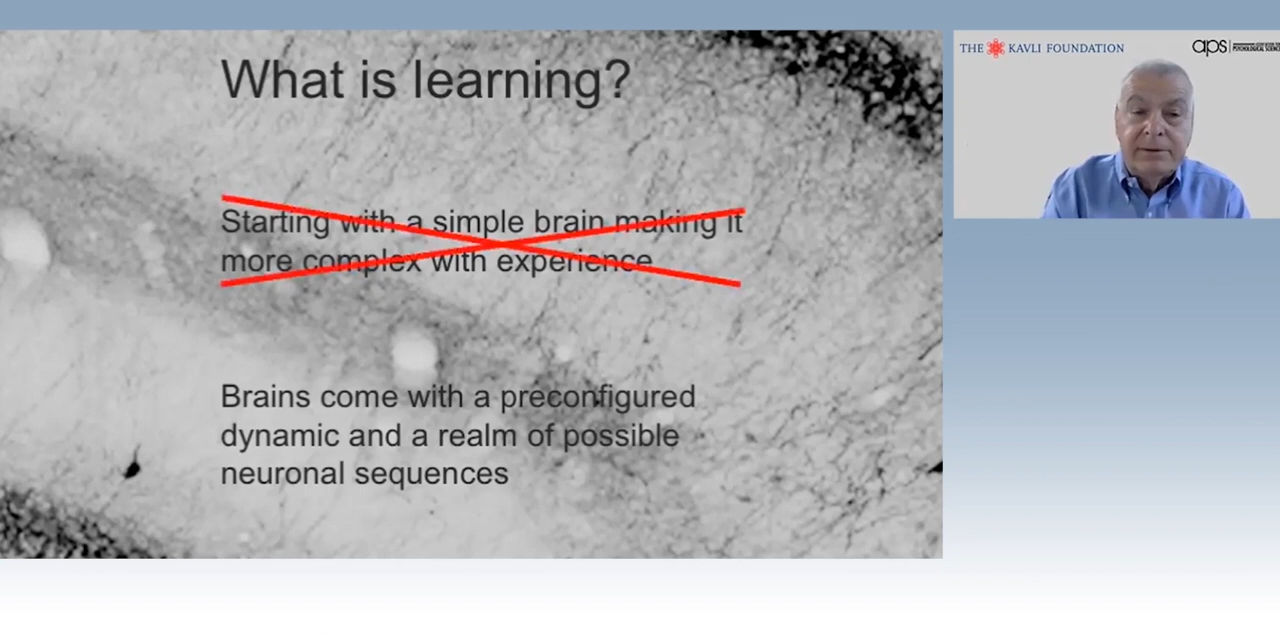 What is learning?
Starting with a simple brain making it
more complex with experience
Brains come with a preconfigured
dynamic and a realm of possible
neuronal sequences
THE KAVLI FOUNDATION
aps